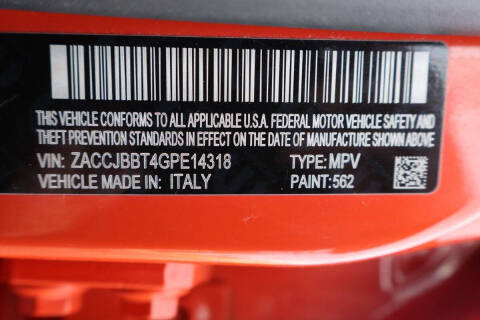 THIS VEHICLE CONFORMS TO ALL APPLICABLE U.S.A. FEDERAL MOTOR VEHICLE SAFETY AND
THEFT PREVENTION STANDARDS IN EFFECT ON THE DATE OF MANUFACTURE SHOWN ABOVE
VIN: ZACCJBBT4GPE14318 TYPE: MPV
VEHICLE MADE IN: ITALY PAINT: 562